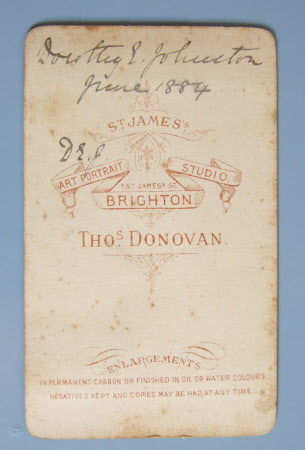 Dorothy E. Johnston
June 1884
ST JAMES'S
D E J
ART PORTRAIT STUDIO.
1, ST JAMES'S ST.
BRIGHTON
THOS. DONOVAN.
ENLARGEMENTS
IN PERMANENT CARBON OR FINISHED IN OIL OR WATER COLOURS.
NEGATIVES KEPT AND COPIES MAY BE HAD, AT ANY TIME.